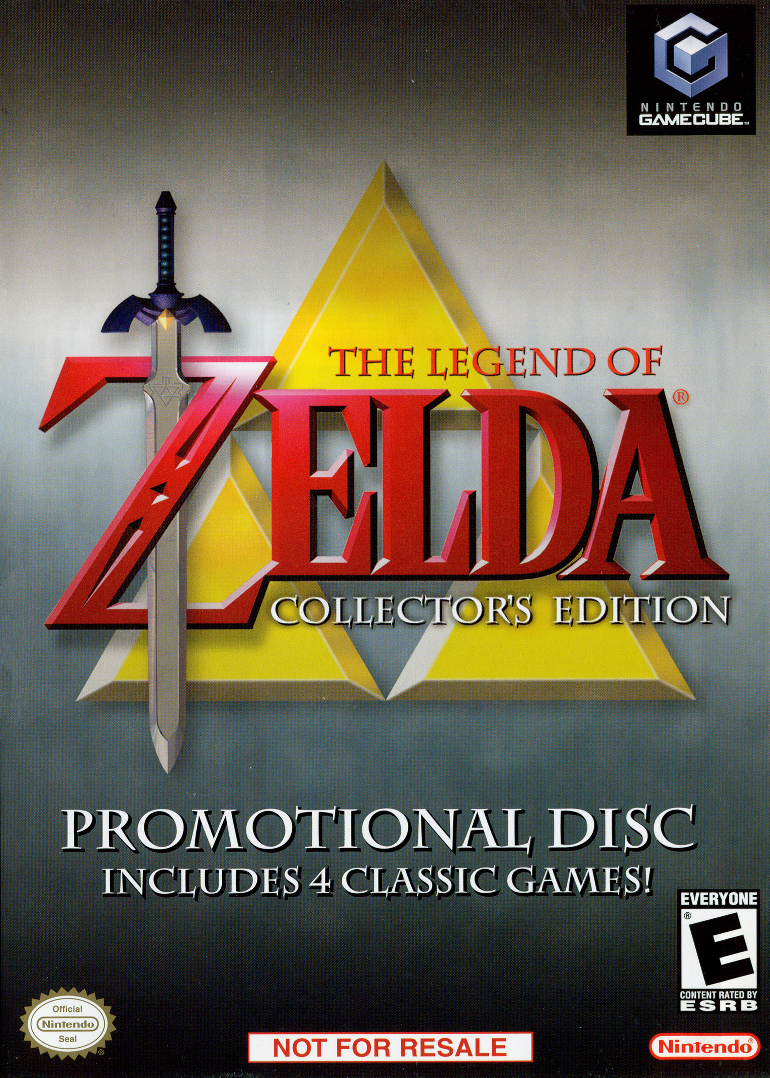 NINTENDO
GAMECUBE™
THE LEGEND OF
ZELDA®
COLLECTOR'S EDITION
PROMOTIONAL DISC
INCLUDES 4 CLASSIC GAMES!
EVERYONE
®
E
CONTENT RATED BY
ESRB
Official
Nintendo
Seal
®
NOT FOR RESALE
Nintendo®